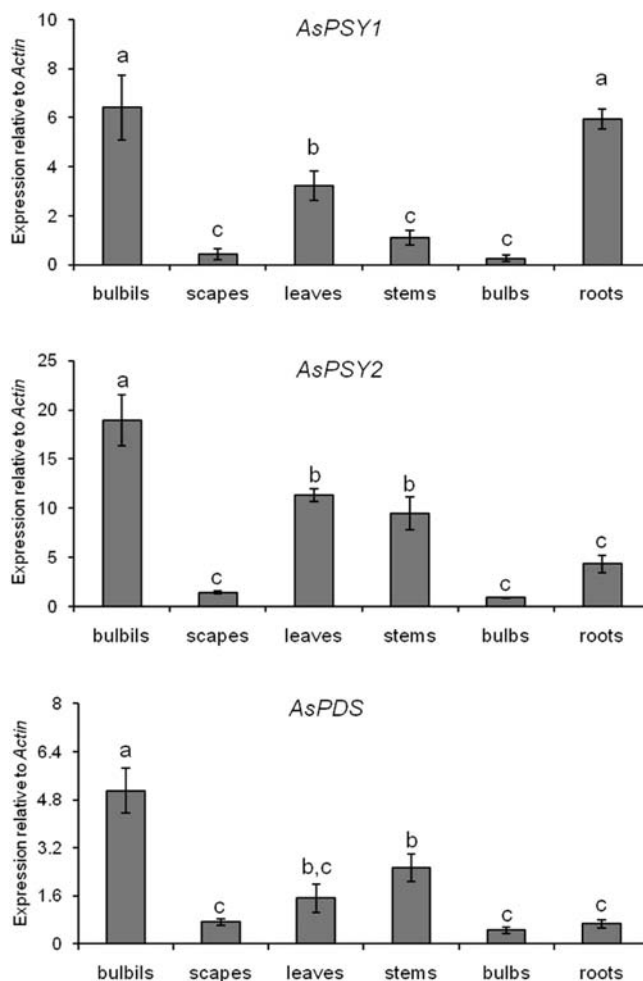 AsPSY1
Expression relative to Actin
10
8
6
4
2
0
a
c
b
c
c
a
bulbils scapes leaves stems bulbs roots
AsPSY2
Expression relative to Actin
25
20
15
10
5
0
a
c
b
b
c
c
bulbils scapes leaves stems bulbs roots
AsPDS
Expression relative to Actin
8
6.4
4.8
3.2
1.6
0
a
c
b,c
b
c
c
bulbils scapes leaves stems bulbs roots